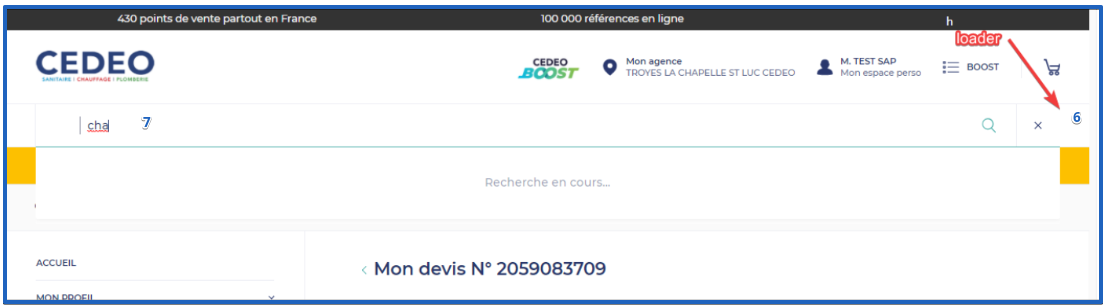 430 points de vente partout en France
100 000 références en ligne
h
loader
CEDEO
SANITAIRE | CHAUFFAGE | PLOMBERIE
CEDEO
BOOST
Mon agence
TROYES LA CHAPELLE ST LUC CEDEO
M. TEST SAP
Mon espace perso
BOOST
cha
7
6
Recherche en cours...
ACCUEIL
Mon devis N° 2059083709
MON PROFIL